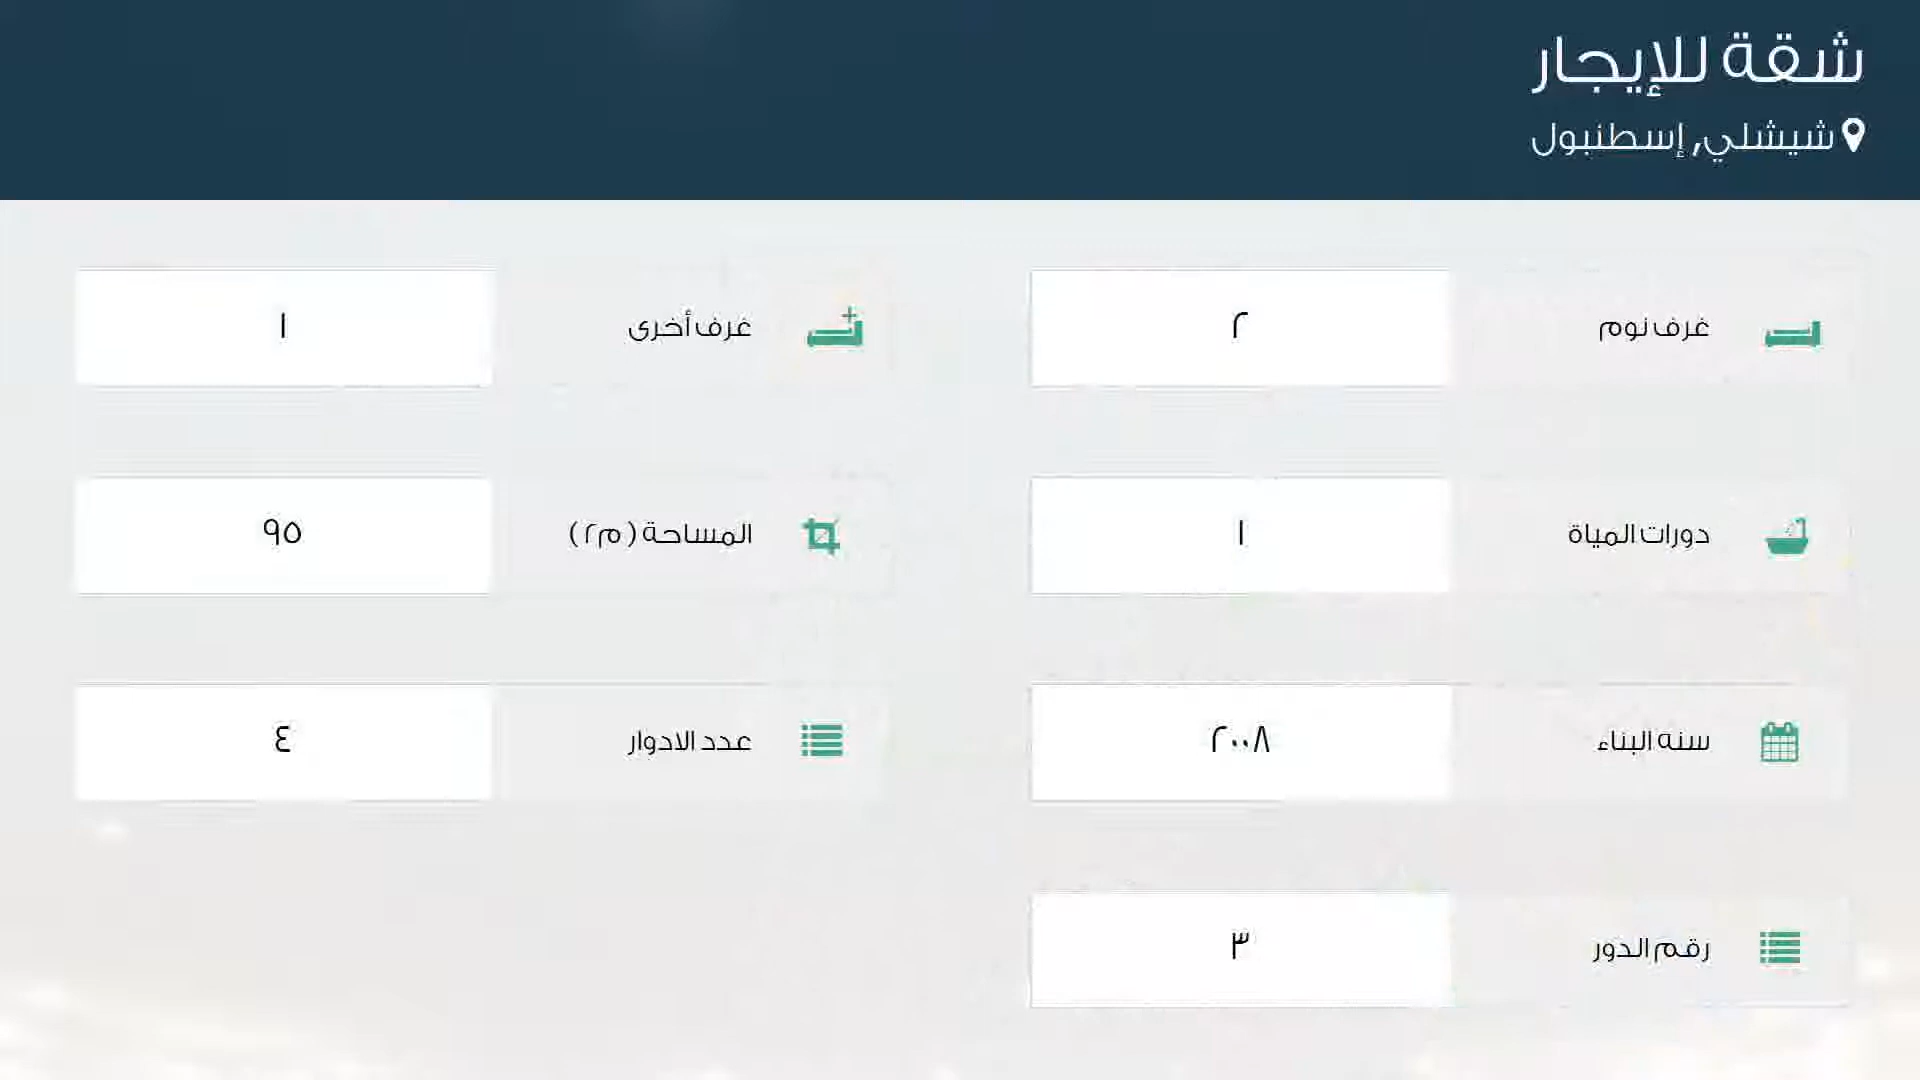 شقة للإيجار
شيشلي, إسطنبول
غرف نوم ٢
غرف أخرى ١
دورات المياة ١
المساحة (م٢) ٩٥
سنه البناء ٢٠٠٨
عدد الادوار ٤
رقم الدور ٣